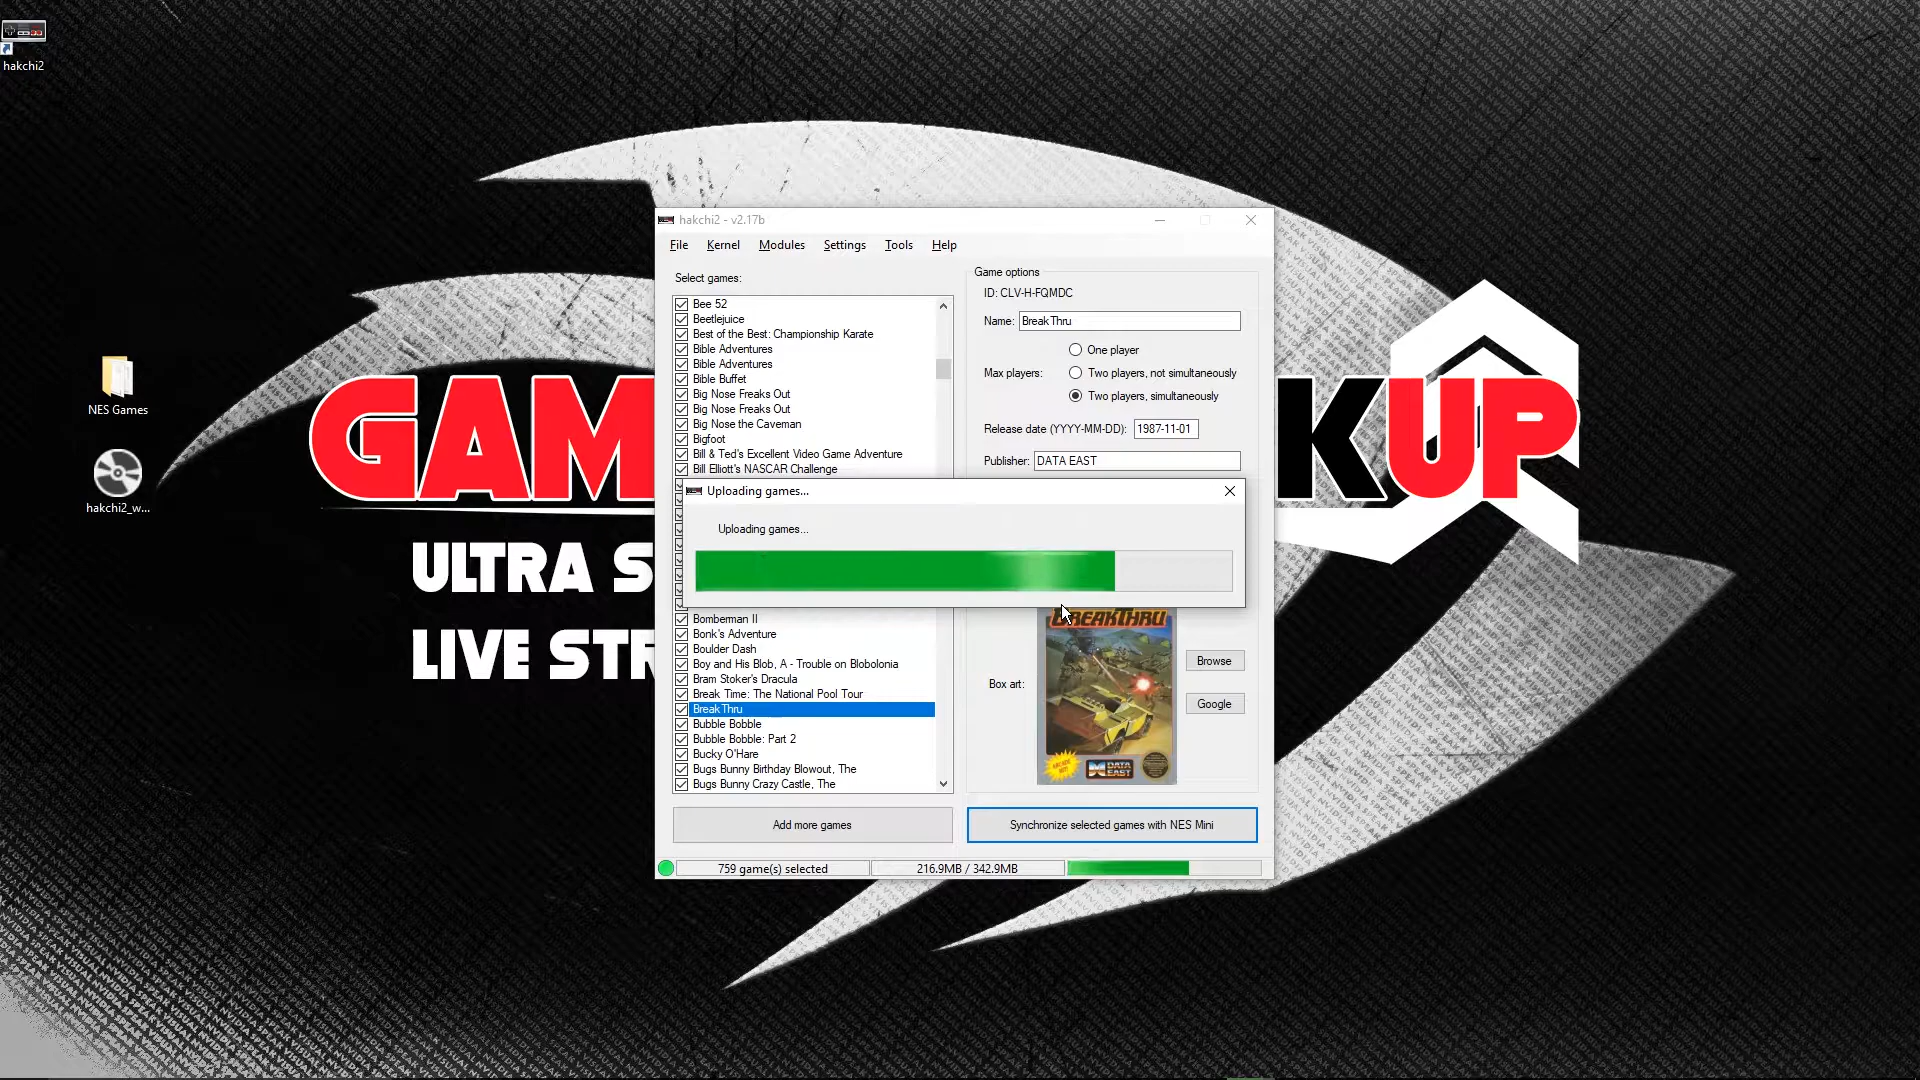 hakchi2
NES Games
hakchi2_w...
GAM
KUP
ULTRA S
LIVE STR
hakchi2 - v2.17b
File Kernel Modules Settings Tools Help
Select games:
Bee 52
Beetlejuice
Best of the Best: Championship Karate
Bible Adventures
Bible Adventures
Bible Buffet
Big Nose Freaks Out
Big Nose Freaks Out
Big Nose the Caveman
Bigfoot
Bill & Ted's Excellent Video Game Adventure
Bill Elliott's NASCAR Challenge
Game options
ID: CLV-H-FQMDC
Name: BreakThru
One player
Max players: Two players, not simultaneously
Two players, simultaneously
Release date (YYYY-MM-DD): 1987-11-01
Publisher: DATA EAST
Uploading games...
Uploading games...
Bomberman II
Bonk's Adventure
Boulder Dash
Boy and His Blob, A - Trouble on Blobolonia
Bram Stoker's Dracula
Break Time: The National Pool Tour
BreakThru
Bubble Bobble
Bubble Bobble: Part 2
Bucky O'Hare
Bugs Bunny Birthday Blowout, The
Bugs Bunny Crazy Castle, The
Box art:
BREAKTHRU
DATA
EAST
Browse
Google
Add more games
Synchronize selected games with NES Mini
759 game(s) selected
216.9MB / 342.9MB